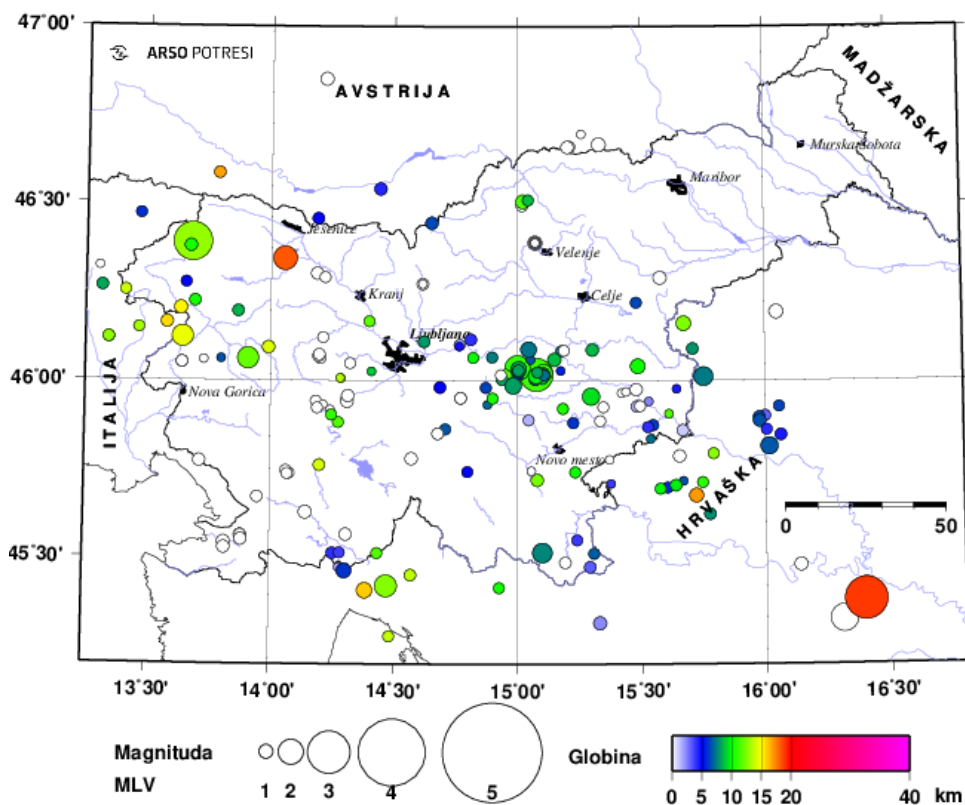 47°00'
ARSO POTRESI
AVSTRIJA
MADŽARSKA
Murska Sobota
46°30'
Maribor
Jesenice
Velenje
Kranj
Celje
Ljubljana
46°00'
Nova Gorica
ITALIJA
Novo mesto
HRVAŠKA
0 50
45°30'
13°30' 14°00' 14°30' 15°00' 15°30' 16°00' 16°30'
Magnituda
MLV
1 2 3 4 5
Globina
0 5 10 15 20 40 km